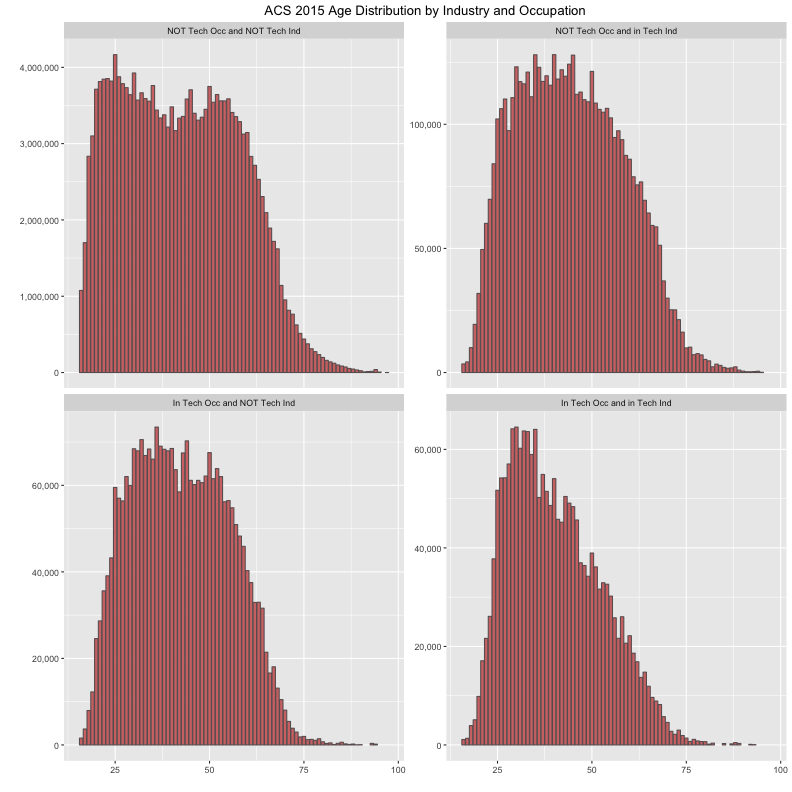 ACS 2015 Age Distribution by Industry and Occupation
NOT Tech Occ and NOT Tech Ind
4,000,000
3,000,000
2,000,000
1,000,000
0
NOT Tech Occ and in Tech Ind
100,000
50,000
0
In Tech Occ and NOT Tech Ind
60,000
40,000
20,000
0
25 50 75 100
In Tech Occ and in Tech Ind
60,000
40,000
20,000
0
25 50 75 100